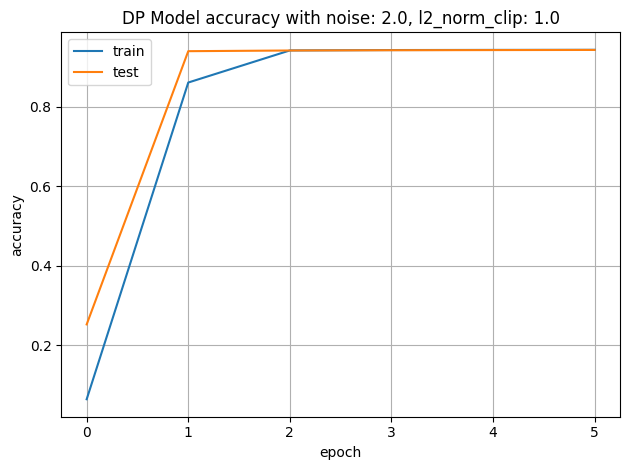 DP Model accuracy with noise: 2.0, l2_norm_clip: 1.0
train
test
0.8
0.6
0.4
0.2
accuracy
0 1 2 3 4 5
epoch